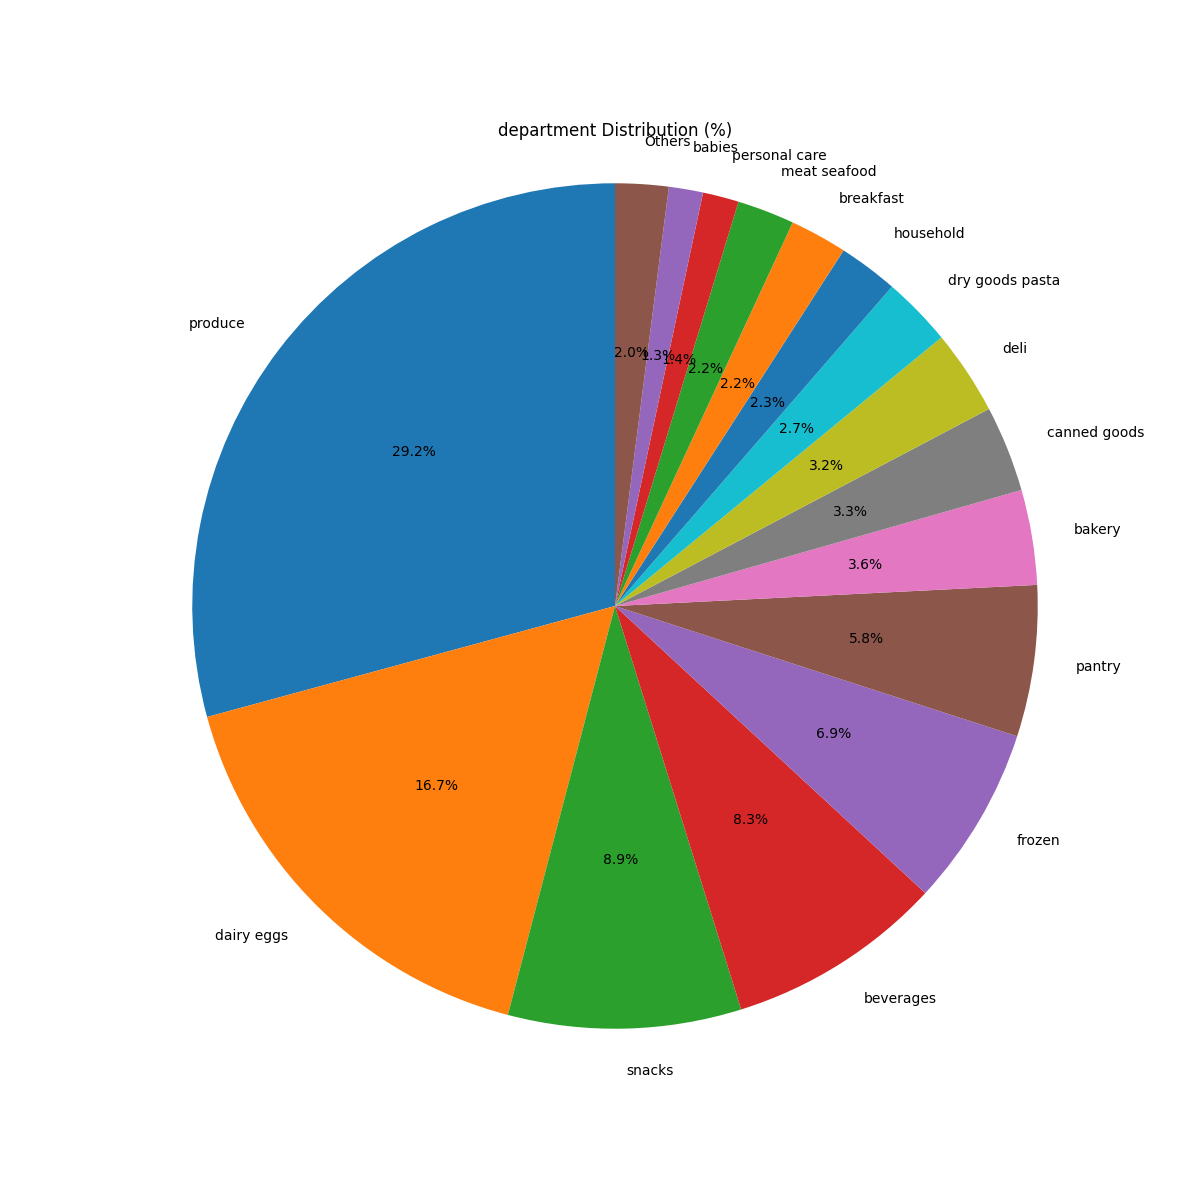 department Distribution (%)
Others
babies
personal care
meat seafood
breakfast
household
dry goods pasta
deli
canned goods
bakery
pantry
frozen
beverages
snacks
dairy eggs
produce
2.0%
1.3%
1.4%
2.2%
2.2%
2.3%
2.7%
3.2%
3.3%
3.6%
5.8%
6.9%
8.3%
8.9%
16.7%
29.2%